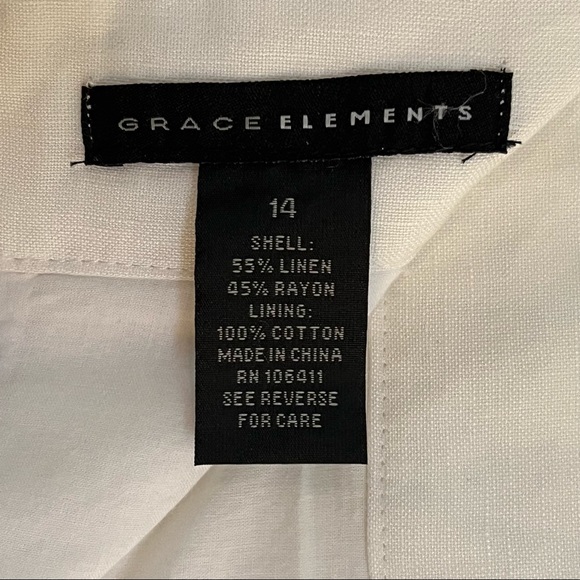 GRACE ELEMENTS
14
SHELL:
55% LINEN
45% RAYON
LINING:
100% COTTON
MADE IN CHINA
RN 106411
SEE REVERSE
FOR CARE